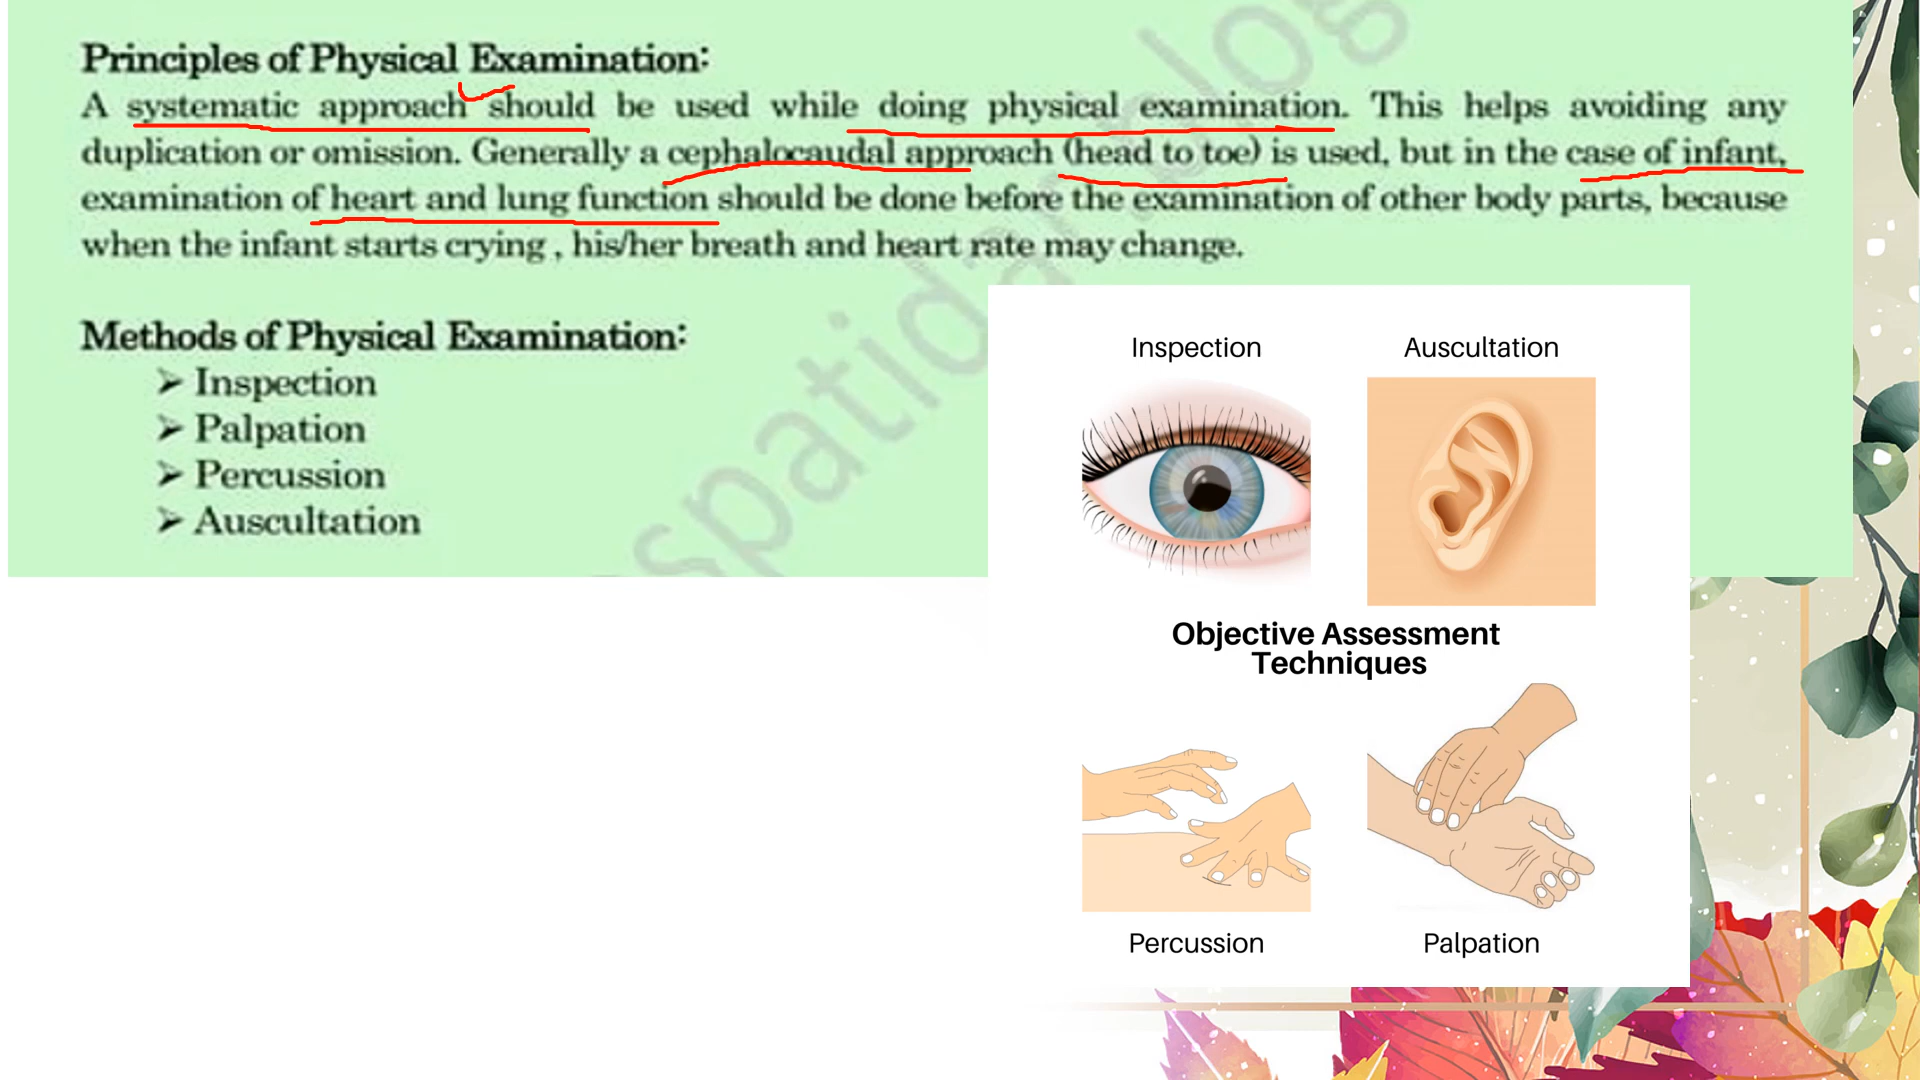 Principles of Physical Examination:
A systematic approach should be used while doing physical examination. This helps avoiding any
duplication or omission. Generally a cephalocaudal approach (head to toe) is used, but in the case of infant,
examination of heart and lung function should be done before the examination of other body parts, because
when the infant starts crying , his/her breath and heart rate may change.
Methods of Physical Examination:
➢ Inspection
➢ Palpation
➢ Percussion
➢ Auscultation
Inspection
Auscultation
Objective Assessment
Techniques
Percussion
Palpation